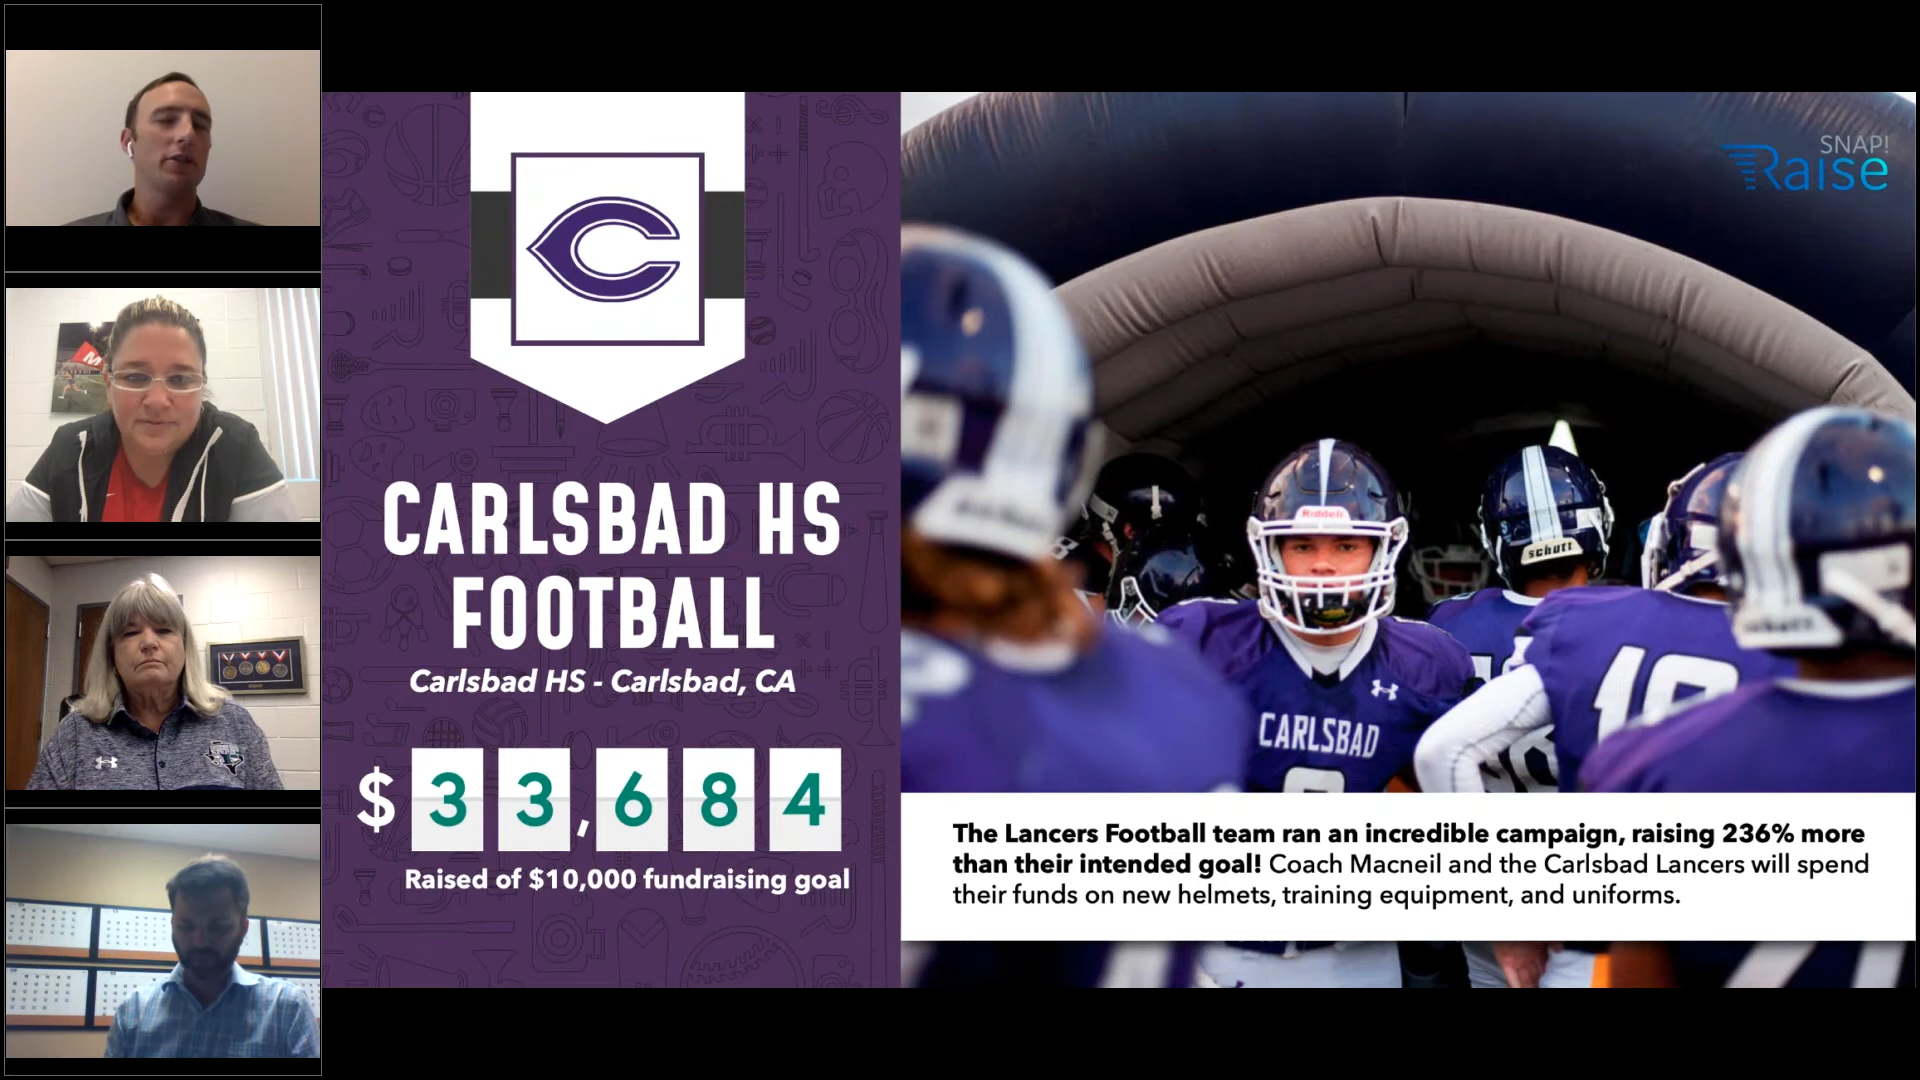 SNAP!
Raise
C
CARLSBAD HS
FOOTBALL
Carlsbad HS - Carlsbad, CA
$33,684
Raised of $10,000 fundraising goal
M
Riddell
schutt
CARLSBAD
The Lancers Football team ran an incredible campaign, raising 236% more
than their intended goal! Coach Macneil and the Carlsbad Lancers will spend
their funds on new helmets, training equipment, and uniforms.